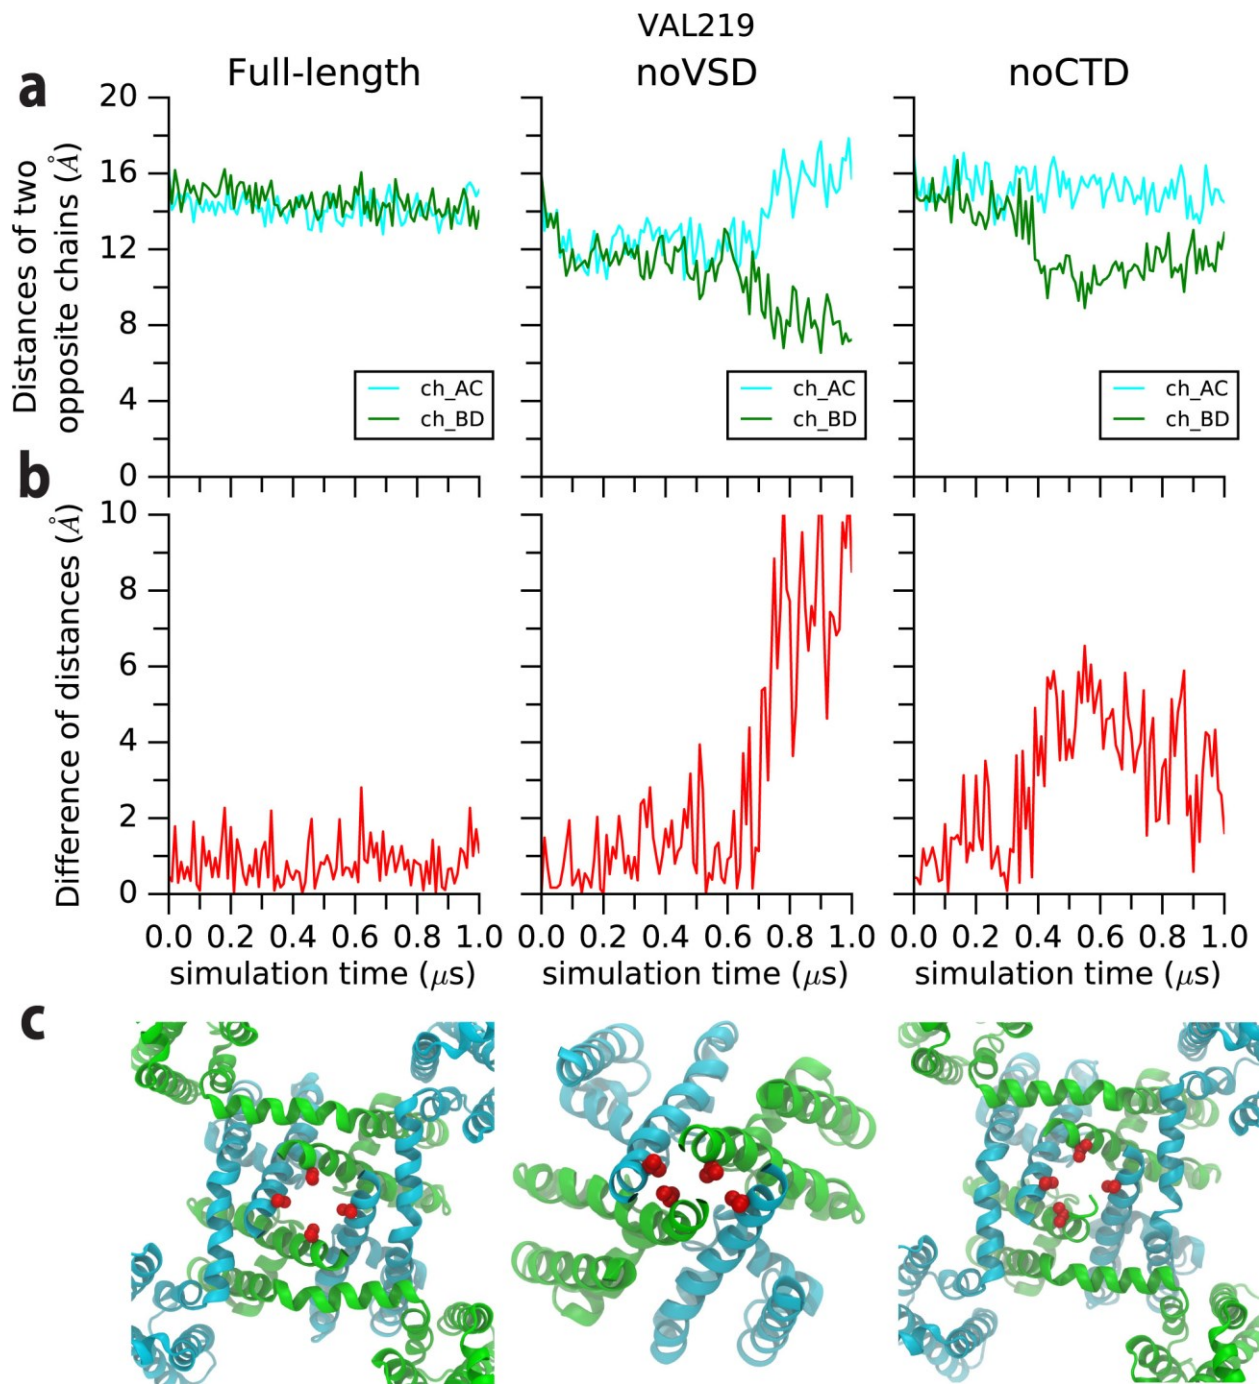 VAL219
a
Full-length
noVSD
noCTD
Distances of two
opposite chains (Å)
20
16
12
8
4
0
ch_AC
ch_BD
ch_AC
ch_BD
ch_AC
ch_BD
b
Difference of distances (Å)
10
8
6
4
2
0
0.0 0.2 0.4 0.6 0.8 1.0
0.0 0.2 0.4 0.6 0.8 1.0
0.0 0.2 0.4 0.6 0.8 1.0
simulation time (μs)
simulation time (μs)
simulation time (μs)
c